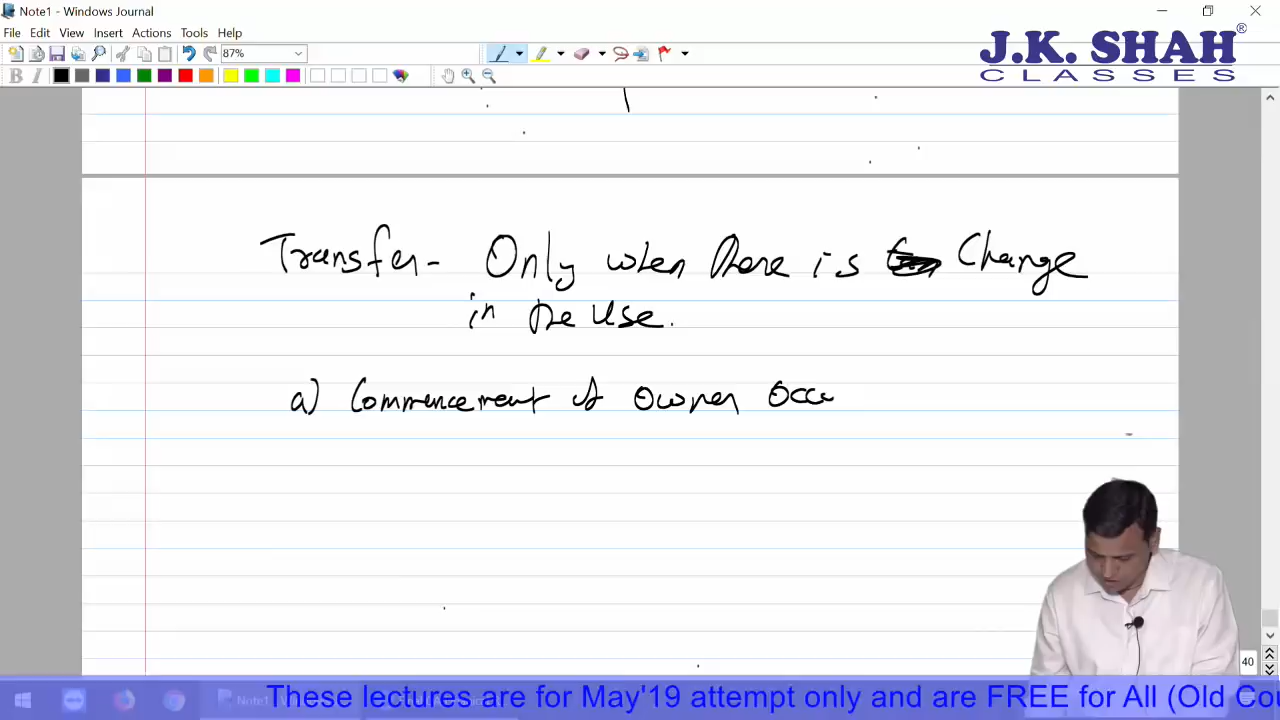 Note1 - Windows Journal
File Edit View Insert Actions Tools Help
87%
B I
J.K. SHAH®
CLASSES
Transfer- Only when there is Change
in the use.
a) Commencement of Owner Occu
40
Note1 - Windows
These lectures are for May'19 attempt only and are FREE for All (Old Co